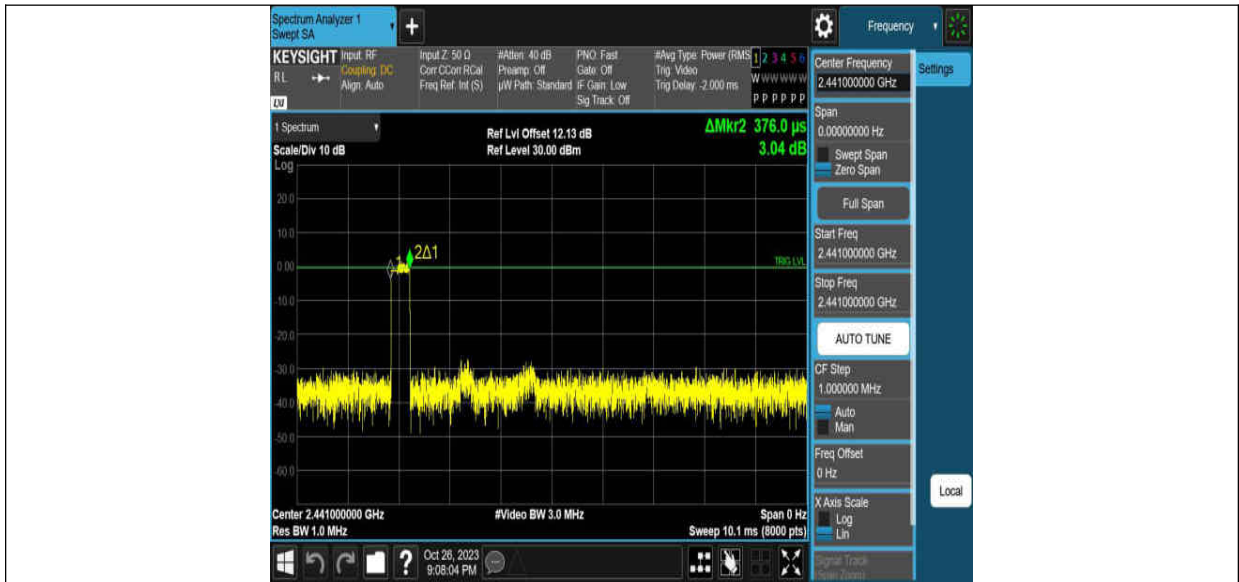 Spectrum Analyzer 1
Swept SA
+
Frequency
KEYSIGHT
RL
LXI
Input: RF
Coupling: DC
Align: Auto
Input Z: 50 Ω
Corr CCorr RCal
Freq Ref: Int (S)
#Atten: 40 dB
Preamp: Off
µW Path: Standard
PNO: Fast
Gate: Off
IF Gain: Low
Sig Track: Off
#Avg Type: Power (RMS
Trig: Video
Trig Delay: -2.000 ms
1 2 3 4 5 6
W W W W W W
P P P P P P
1 Spectrum
Scale/Div 10 dB
Log
Ref Lvl Offset 12.13 dB
Ref Level 30.00 dBm
ΔMkr2 376.0 µs
3.04 dB
20.0
10.0
0.00
-10.0
-20.0
-30.0
-40.0
-50.0
-60.0
1
2Δ1
TRIG LVL
Center 2.441000000 GHz
Res BW 1.0 MHz
#Video BW 3.0 MHz
Span 0 Hz
Sweep 10.1 ms (8000 pts)
Center Frequency
2.441000000 GHz
Settings
Span
0.00000000 Hz
Swept Span
Zero Span
Full Span
Start Freq
2.441000000 GHz
Stop Freq
2.441000000 GHz
AUTO TUNE
CF Step
1.000000 MHz
Auto
Man
Freq Offset
0 Hz
X Axis Scale
Log
Lin
Signal Track
(Span Zoom)
Local
?
Oct 26, 2023
9:08:04 PM